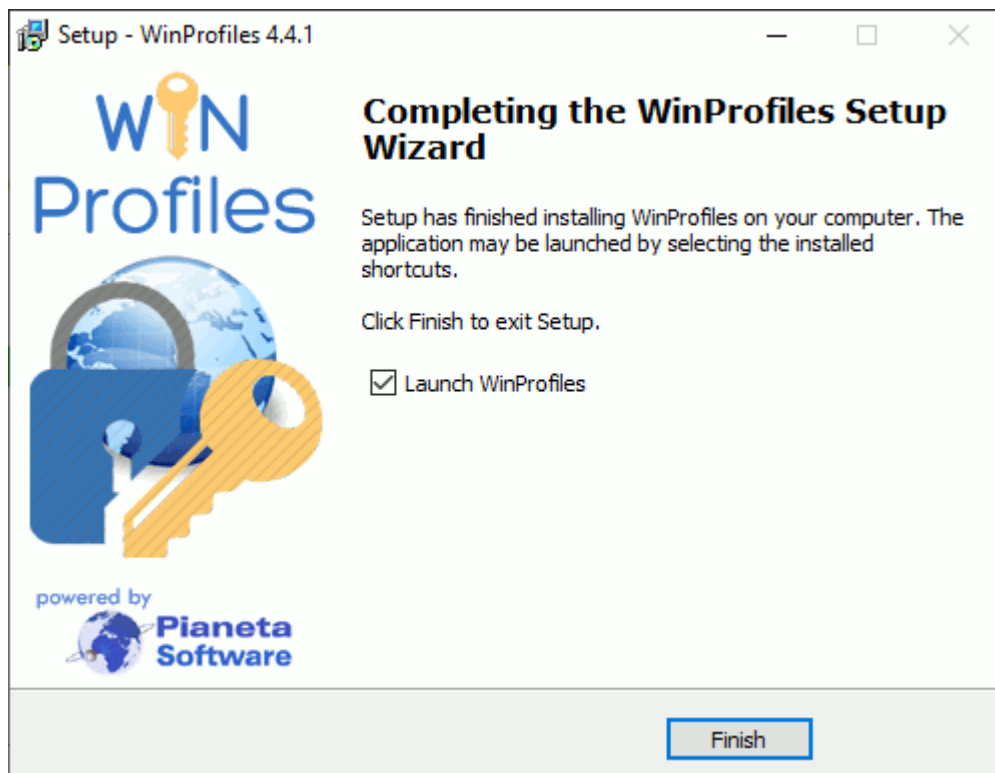 Setup - WinProfiles 4.4.1
WIN
Profiles
powered by
Pianeta
Software
Completing the WinProfiles Setup
Wizard
Setup has finished installing WinProfiles on your computer. The
application may be launched by selecting the installed
shortcuts.
Click Finish to exit Setup.
Launch WinProfiles
Finish